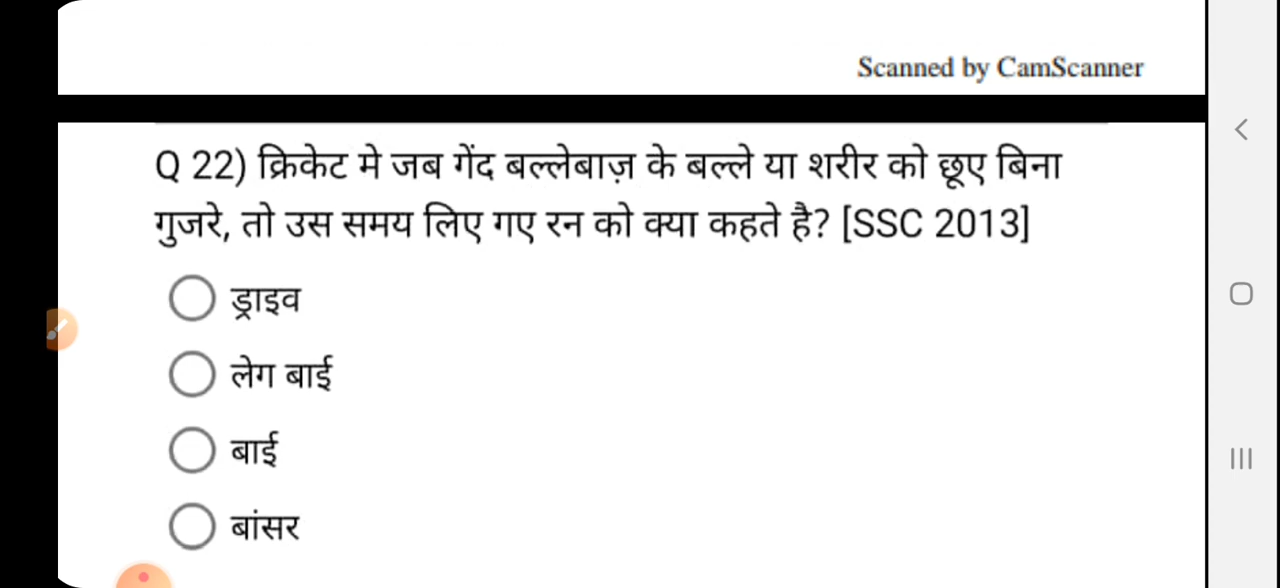 Scanned by CamScanner
Q 22) क्रिकेट मे जब गेंद बल्लेबाज़ के बल्ले या शरीर को छूए बिना
गुजरे, तो उस समय लिए गए रन को क्या कहते है? [SSC 2013]
ड्राइव
लेग बाई
बाई
बांसर